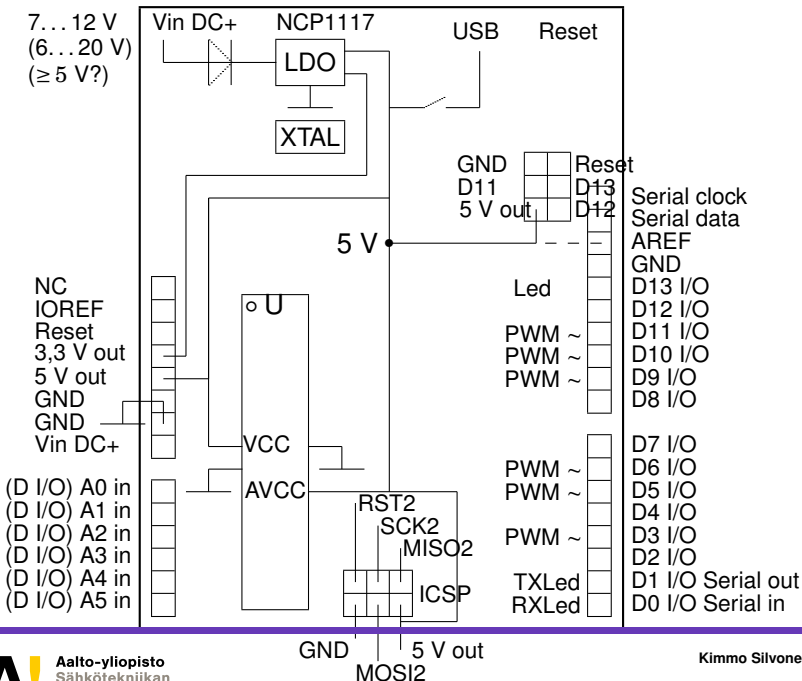 7...12 V
(6...20 V)
(≥ 5 V?)
Vin DC+
NCP1117
LDO
XTAL
USB
Reset
GND
D11
5 V out
Reset
D13
D12
5 V
Serial clock
Serial data
AREF
GND
D13 I/O
D12 I/O
D11 I/O
D10 I/O
D9 I/O
D8 I/O
Led
PWM ~
PWM ~
PWM ~
NC
IOREF
Reset
3,3 V out
5 V out
GND
GND
Vin DC+
U
VCC
AVCC
(D I/O) A0 in
(D I/O) A1 in
(D I/O) A2 in
(D I/O) A3 in
(D I/O) A4 in
(D I/O) A5 in
D7 I/O
D6 I/O
D5 I/O
D4 I/O
D3 I/O
D2 I/O
D1 I/O Serial out
D0 I/O Serial in
PWM ~
PWM ~
PWM ~
TXLed
RXLed
RST2
SCK2
MISO2
ICSP
GND
MOSI2
5 V out
A!
Aalto-yliopisto
Sähkötekniikan
Kimmo Silvone